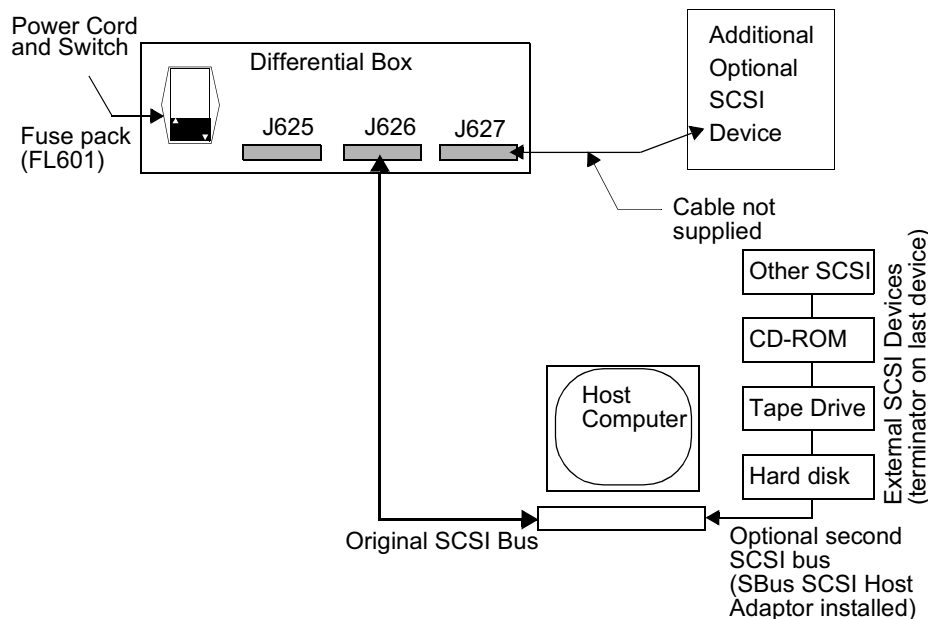 Power Cord
and Switch
Fuse pack
(FL601)
Differential Box
J625
J626
J627
Additional
Optional
SCSI
Device
Cable not
supplied
Other SCSI
CD-ROM
Tape Drive
Hard disk
External SCSI Devices
(terminator on last device)
Host
Computer
Original SCSI Bus
Optional second
SCSI bus
(SBus SCSI Host
Adaptor installed)